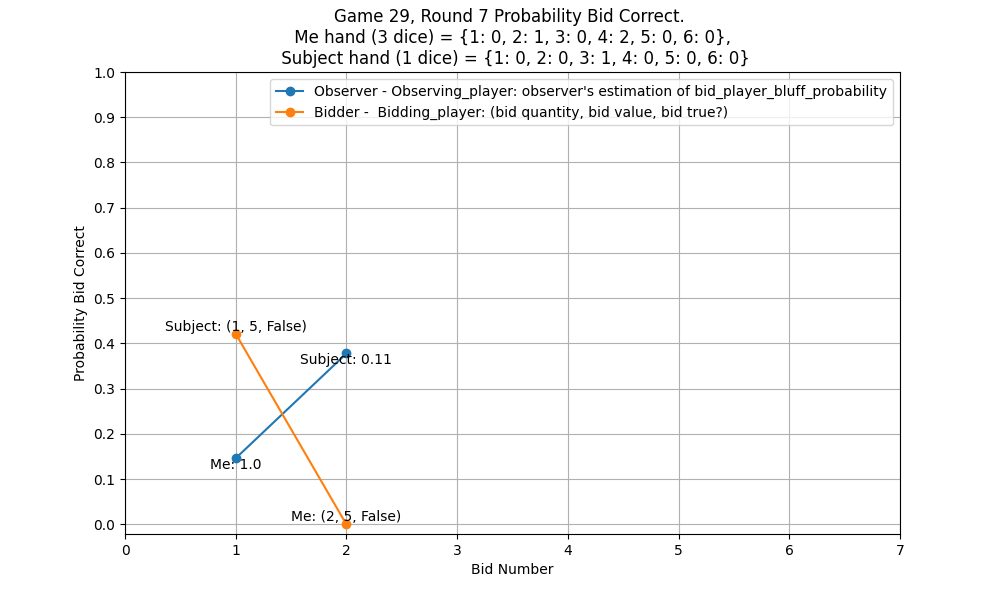 Game 29, Round 7 Probability Bid Correct.
Me hand (3 dice) = {1: 0, 2: 1, 3: 0, 4: 2, 5: 0, 6: 0},
Subject hand (1 dice) = {1: 0, 2: 0, 3: 1, 4: 0, 5: 0, 6: 0}
Observer - Observing_player: observer's estimation of bid_player_bluff_probability
Bidder -  Bidding_player: (bid quantity, bid value, bid true?)
1.0
0.9
0.8
0.7
0.6
0.5
0.4
0.3
0.2
0.1
0.0
Probability Bid Correct
Subject: (1, 5, False)
Subject: 0.11
Me: 1.0
Me: (2, 5, False)
0 1 2 3 4 5 6 7
Bid Number